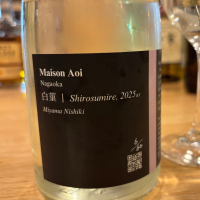 Maison Aoi
Nagaoka
白菫 | Shirosumire, 2025
Miyama Nishiki